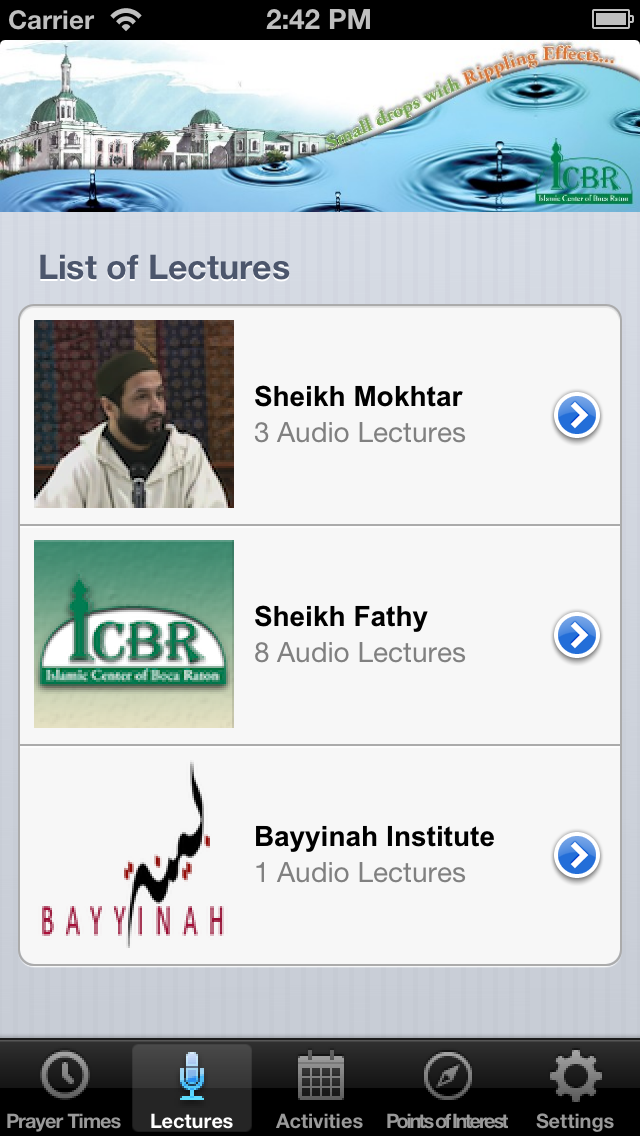 Carrier 2:42 PM
Small drops with Rippling Effects...
ICBR
Islamic Center of Boca Raton
List of Lectures
Sheikh Mokhtar
3 Audio Lectures
ICBR
Islamic Center of Boca Raton
Sheikh Fathy
8 Audio Lectures
بينة
BAYYINAH
Bayyinah Institute
1 Audio Lectures
Prayer Times Lectures Activities Points of Interest Settings